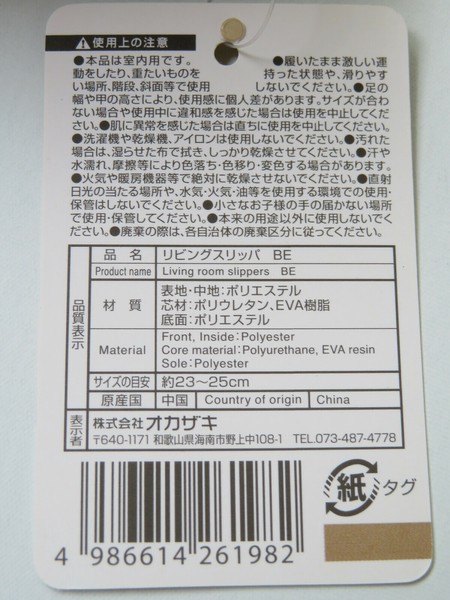 ⚠使用上の注意
●本品は室内用です。 ●履いたまま激しい運
動をしたり、重たいものを 持った状態や、滑りやす
い場所、階段、斜面等で使用 しないでください。●足の
幅や甲の高さにより、使用感に個人差があります。サイズが合わ
ない場合や使用中に違和感を感じた場合は使用を中止してくだ
さい。●肌に異常を感じた場合は直ちに使用を中止してください。
●洗濯機や乾燥機、アイロンは使用しないでください。●汚れた
場合は、湿らせた布で拭き、しっかり乾燥させてください。●汗や
水濡れ、摩擦等により色落ち・色移り・変色する場合があります。
●火気や暖房機器等で絶対に乾燥させないでください。●直射
日光の当たる場所や、水気・火気・油等を使用する環境での使用・
保管はしないでください。●小さなお子様の手の届かない場所
で使用・保管してください。●本来の用途以外に使用しないでく
ださい。●廃棄の際は、各自治体の廃棄区分に従ってください。
品質表示
品名 リビングスリッパ BE
Product name Living room slippers BE
材質 表地・中地:ポリエステル
芯材:ポリウレタン、EVA樹脂
底面:ポリエステル
Material Front, Inside:Polyester
Core material:Polyurethane, EVA resin
Sole:Polyester
サイズの目安 約23〜25cm
原産国 中国 Country of origin China
表示者 株式会社オカザキ
〒640-1171 和歌山県海南市野上中108-1 TEL.073-487-4778
紙 タグ
4 986614 261982